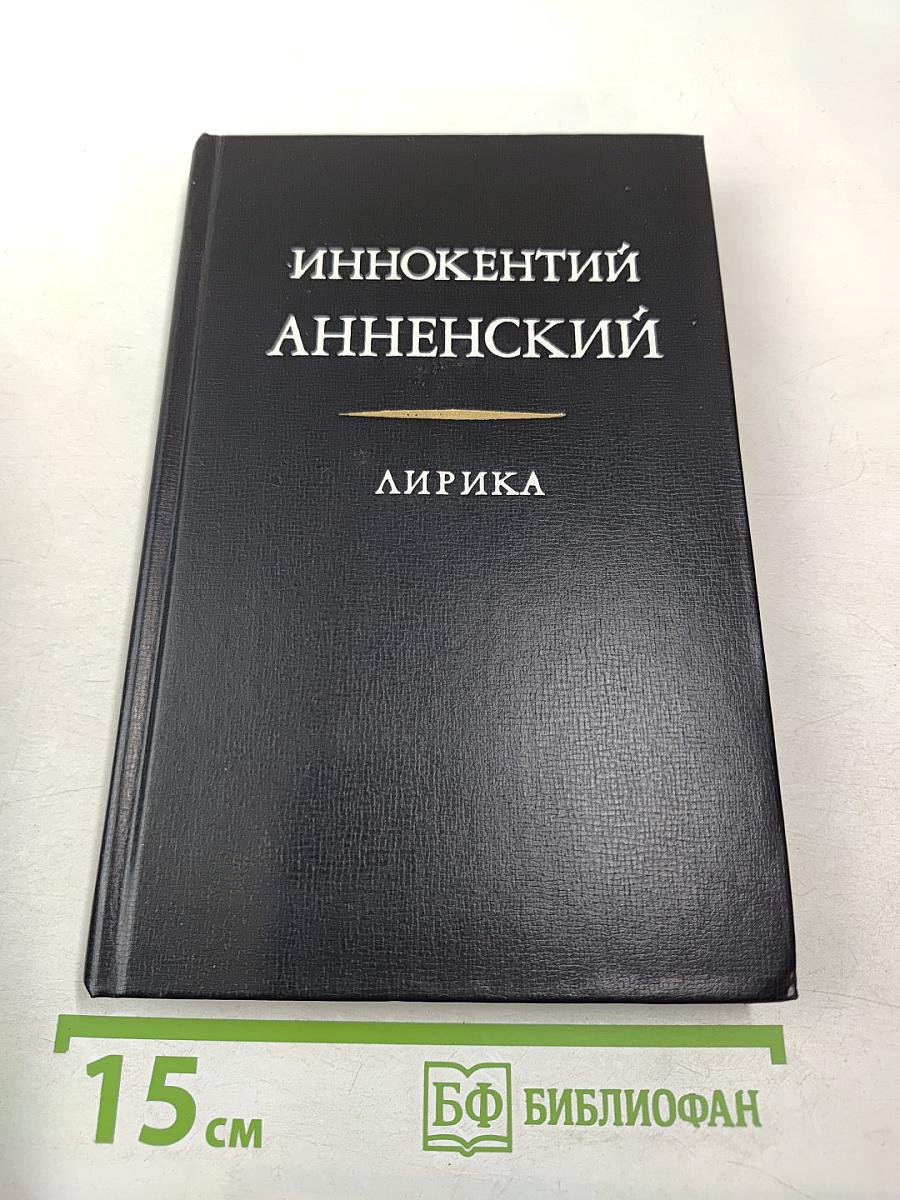 ИННОКЕНТИЙ
АННЕНСКИЙ
ЛИРИКА
15 см
БФ БИБЛИОФАН